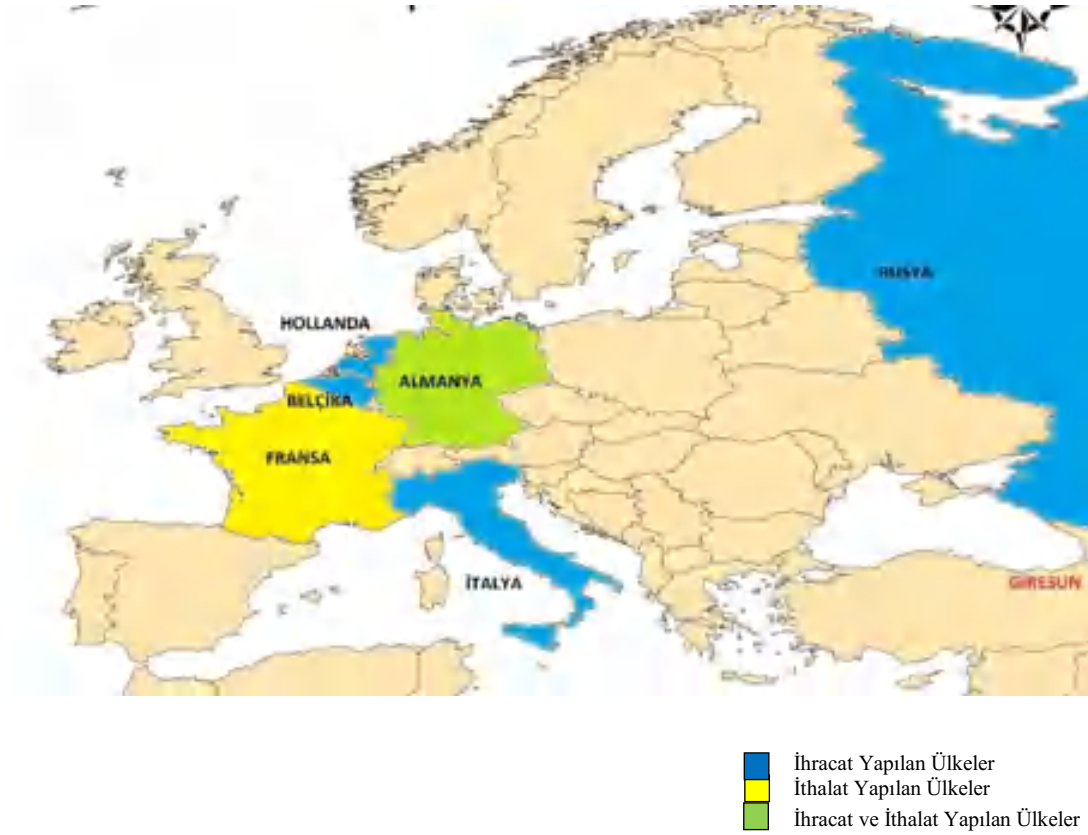 RUSYA
HOLLANDA
ALMANYA
BELÇİKA
FRANSA
İTALYA
GİRESUN
İhracat Yapılan Ülkeler
İthalat Yapılan Ülkeler
İhracat ve İthalat Yapılan Ülkeler